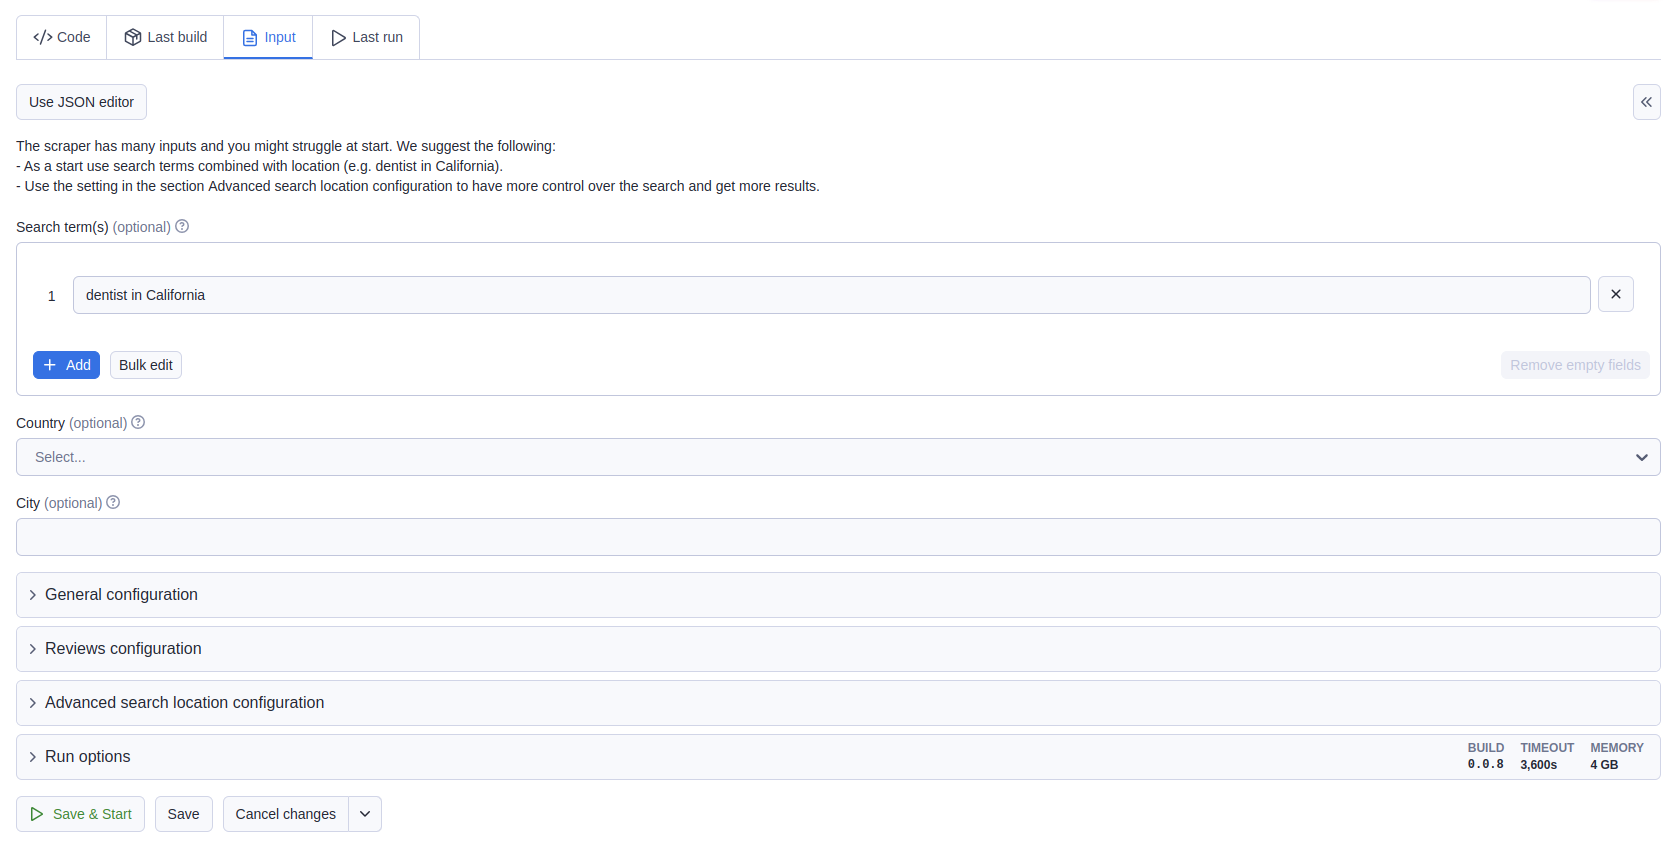 Code
Last build
Input
Last run
Use JSON editor
The scraper has many inputs and you might struggle at start. We suggest the following:
- As a start use search terms combined with location (e.g. dentist in California).
- Use the setting in the section Advanced search location configuration to have more control over the search and get more results.
Search term(s) (optional)
1
dentist in California
Add
Bulk edit
Remove empty fields
Country (optional)
Select...
City (optional)
General configuration
Reviews configuration
Advanced search location configuration
Run options
BUILD TIMEOUT MEMORY
0.0.8 3,600s 4 GB
Save & Start
Save
Cancel changes